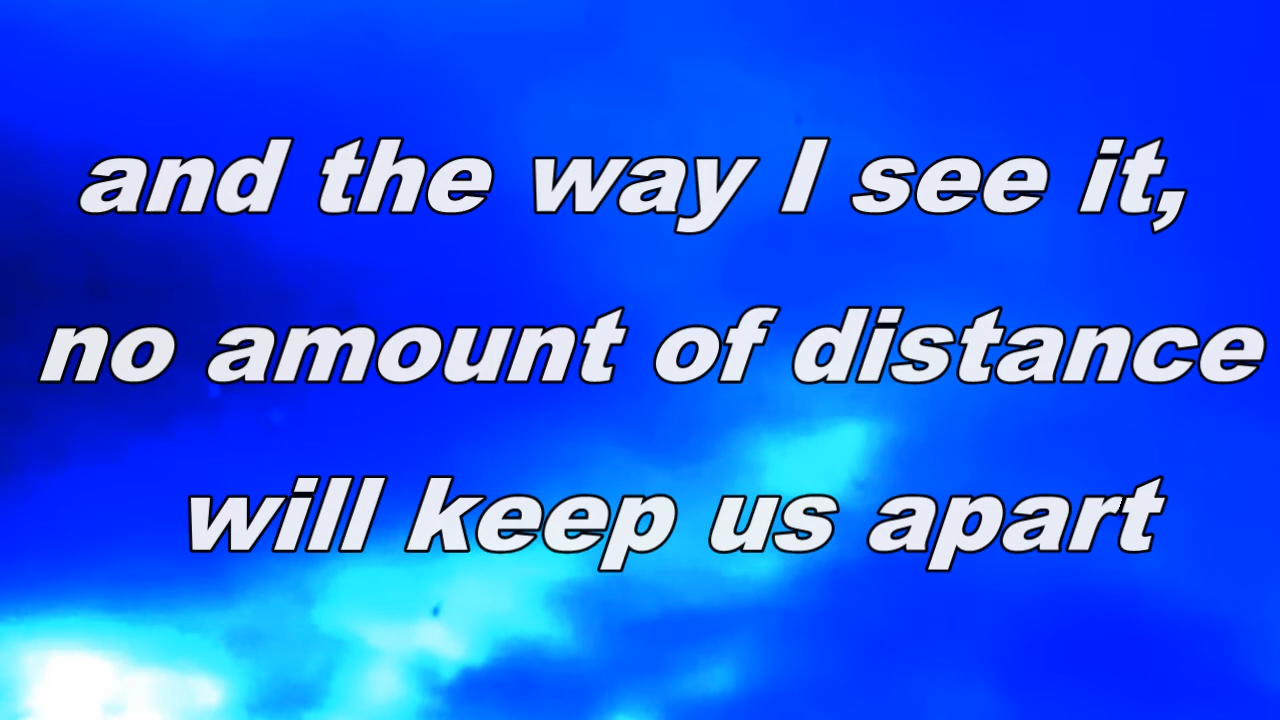 and the way I see it,
no amount of distance
will keep us apart